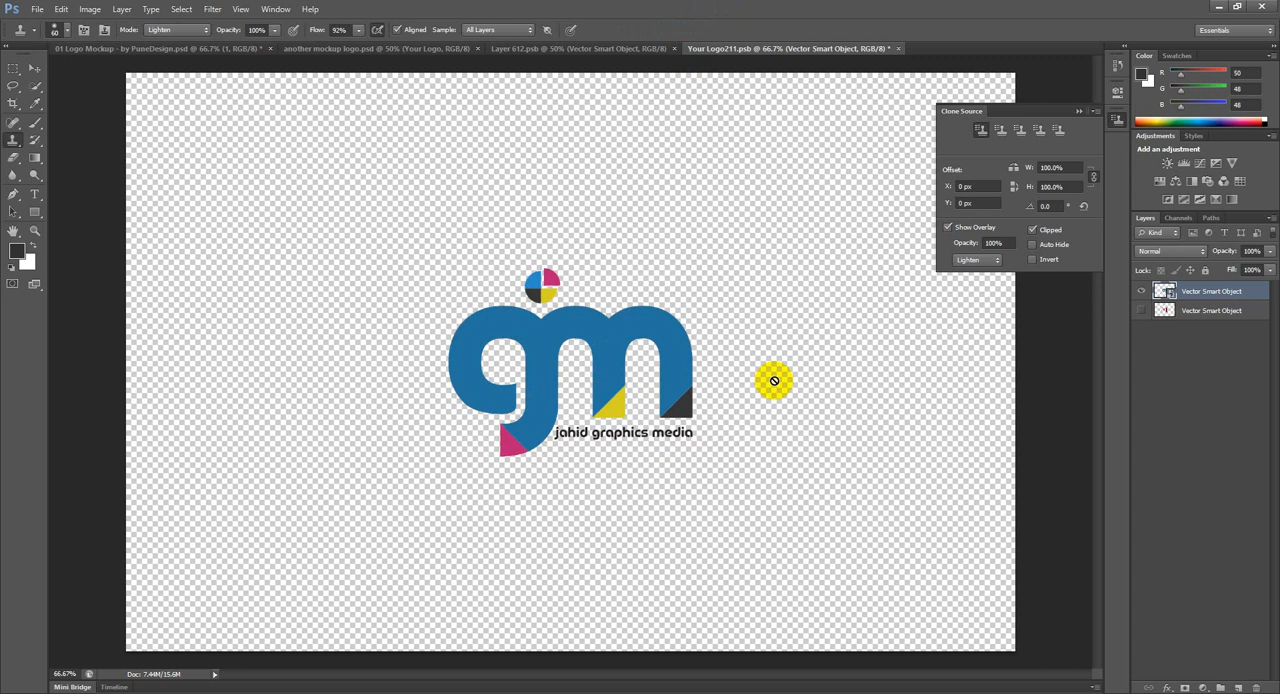 Ps File Edit Image Layer Type Select Filter View Window Help
60 Mode: Lighten Opacity: 100% Flow: 92% Aligned Sample: All Layers Essentials
01 Logo Mockup - by PuneDesign.psd @ 66.7% (1, RGB/8) * × another mockup logo.psd @ 50% (Your Logo, RGB/8) × Layer 612.psb @ 50% (Vector Smart Object, RGB/8) × Your Logo211.psb @ 66.7% (Vector Smart Object, RGB/8) * ×
Color Swatches
R 50
G 48
B 48
Clone Source
Offset: W: 100.0%
X: 0 px H: 100.0%
Y: 0 px 0.0 °
Show Overlay Clipped
Opacity: 100% Auto Hide
Lighten Invert
Adjustments Styles
Add an adjustment
Layers Channels Paths
Kind
Normal Opacity: 100%
Lock: Fill: 100%
Vector Smart Object
Vector Smart Object
gm
jahid graphics media
66.67% Doc: 7.44M/15.6M
Mini Bridge Timeline